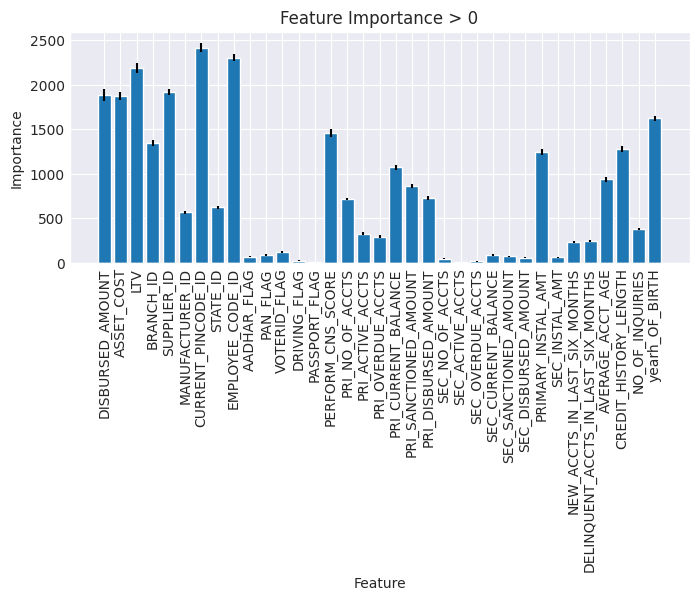 Feature Importance > 0
Importance
2500
2000
1500
1000
500
0
DISBURSED_AMOUNT
ASSET_COST
LTV
BRANCH_ID
SUPPLIER_ID
MANUFACTURER_ID
CURRENT_PINCODE_ID
STATE_ID
EMPLOYEE_CODE_ID
AADHAR_FLAG
PAN_FLAG
VOTERID_FLAG
DRIVING_FLAG
PASSPORT_FLAG
PERFORM_CNS_SCORE
PRI_NO_OF_ACCTS
PRI_ACTIVE_ACCTS
PRI_OVERDUE_ACCTS
PRI_CURRENT_BALANCE
PRI_SANCTIONED_AMOUNT
PRI_DISBURSED_AMOUNT
SEC_NO_OF_ACCTS
SEC_ACTIVE_ACCTS
SEC_OVERDUE_ACCTS
SEC_CURRENT_BALANCE
SEC_SANCTIONED_AMOUNT
SEC_DISBURSED_AMOUNT
PRIMARY_INSTAL_AMT
SEC_INSTAL_AMT
NEW_ACCTS_IN_LAST_SIX_MONTHS
DELINQUENT_ACCTS_IN_LAST_SIX_MONTHS
AVERAGE_ACCT_AGE
CREDIT_HISTORY_LENGTH
NO_OF_INQUIRIES
yearh_OF_BIRTH
Feature